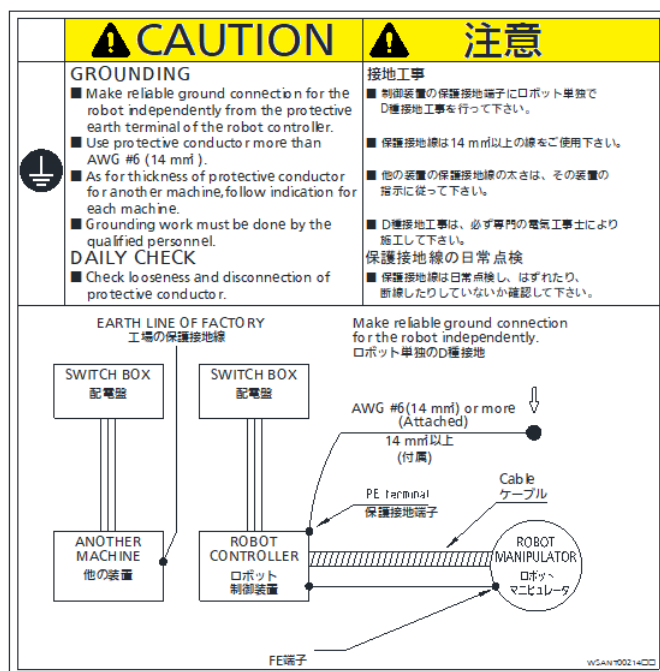 CAUTION
GROUNDING
■ Make reliable ground connection for the
robot independently from the protective
earth terminal of the robot controller.
■ Use protective conductor more than
AWG #6 (14 ㎟).
■ As for thickness of protective conductor
for another machine,follow indication for
each machine.
■ Grounding work must be done by the
qualified personnel.
DAILY CHECK
■ Check looseness and disconnection of
protective conductor.
注意
接地工事
■ 制御装置の保護接地端子にロボット単独で
D種接地工事を行って下さい。
■ 保護接地線は14 ㎟以上の線をご使用下さい。
■ 他の装置の保護接地線の太さは、その装置の
指示に従って下さい。
■ D種接地工事は、必ず専門の電気工事士により
施工して下さい。
保護接地線の日常点検
■ 保護接地線は日常点検し、はずれたり、
断線したりしていないか確認して下さい。
EARTH LINE OF FACTORY
工場の保護接地線
Make reliable ground connection
for the robot independently.
ロボット単独のD種接地
SWITCH BOX
配電盤
SWITCH BOX
配電盤
AWG #6(14 ㎟) or more
(Attached)
14 ㎟以上
(付属)
PE terminal
保護接地端子
Cable
ケーブル
ANOTHER
MACHINE
他の装置
ROBOT
CONTROLLER
ロボット
制御装置
ROBOT
MANIPULATOR
ロボット
マニピュレータ
FE端子
WSANT00214□□